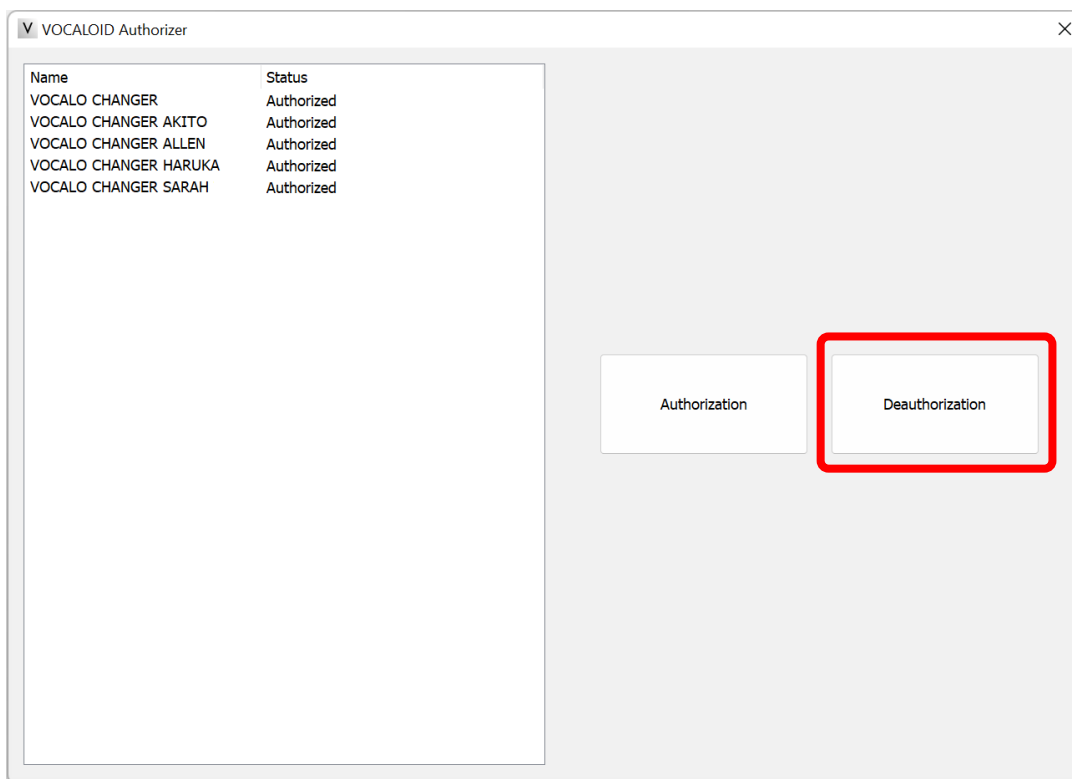 V VOCALOID Authorizer
Name Status
VOCALO CHANGER Authorized
VOCALO CHANGER AKITO Authorized
VOCALO CHANGER ALLEN Authorized
VOCALO CHANGER HARUKA Authorized
VOCALO CHANGER SARAH Authorized
Authorization Deauthorization